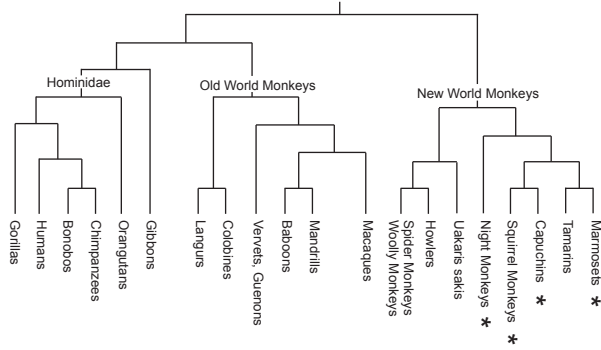 Hominidae
Old World Monkeys
New World Monkeys
Gorillas
Humans
Bonobos
Chimpanzees
Orangutans
Gibbons
Langurs
Colobines
Vervets, Guenons
Baboons
Mandrills
Macaques
Spider Monkeys
Woolly Monkeys
Howlers
Uakaris sakis
Night Monkeys *
Squirrel Monkeys *
Capuchins *
Tamarins
Marmosets *